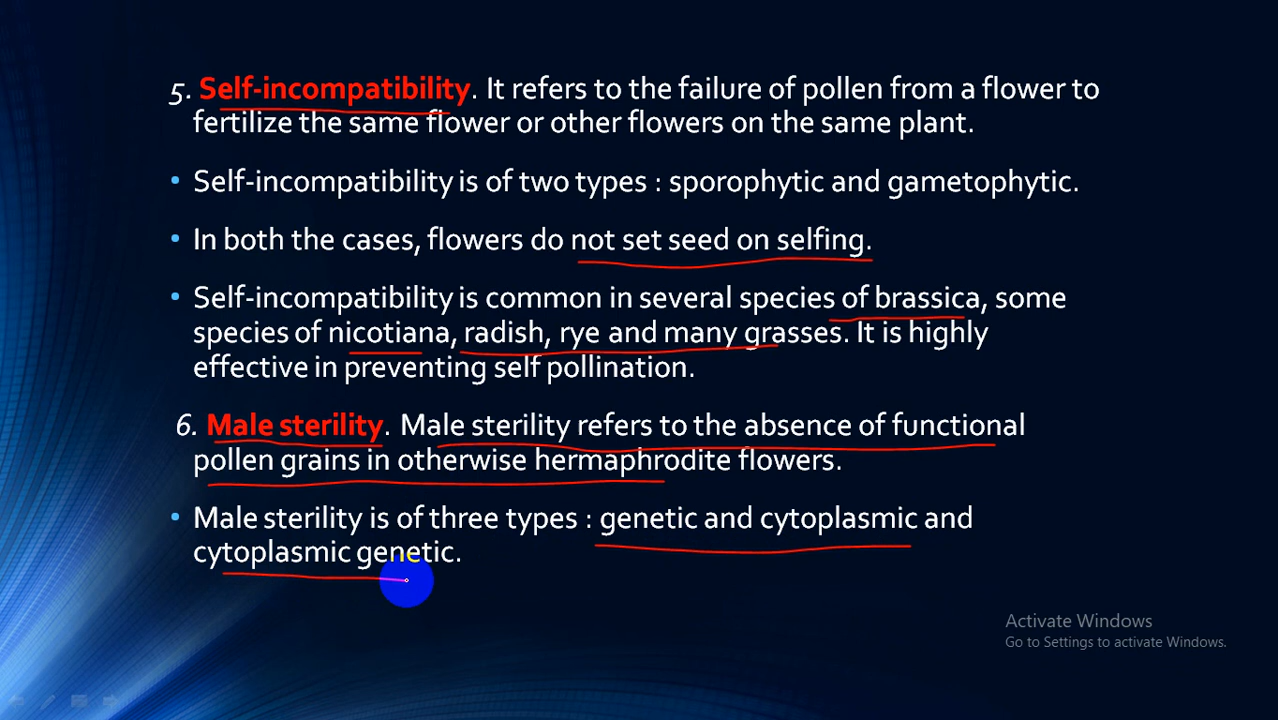 5. Self-incompatibility. It refers to the failure of pollen from a flower to
fertilize the same flower or other flowers on the same plant.
• Self-incompatibility is of two types : sporophytic and gametophytic.
• In both the cases, flowers do not set seed on selfing.
• Self-incompatibility is common in several species of brassica, some
species of nicotiana, radish, rye and many grasses. It is highly
effective in preventing self pollination.
6. Male sterility. Male sterility refers to the absence of functional
pollen grains in otherwise hermaphrodite flowers.
• Male sterility is of three types : genetic and cytoplasmic and
cytoplasmic genetic.
Activate Windows
Go to Settings to activate Windows.